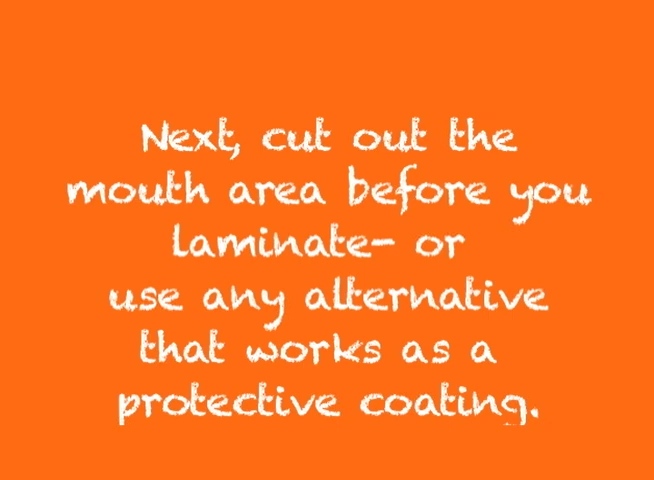 Next, cut out the
mouth area before you
laminate- or
use any alternative
that works as a
protective coating.